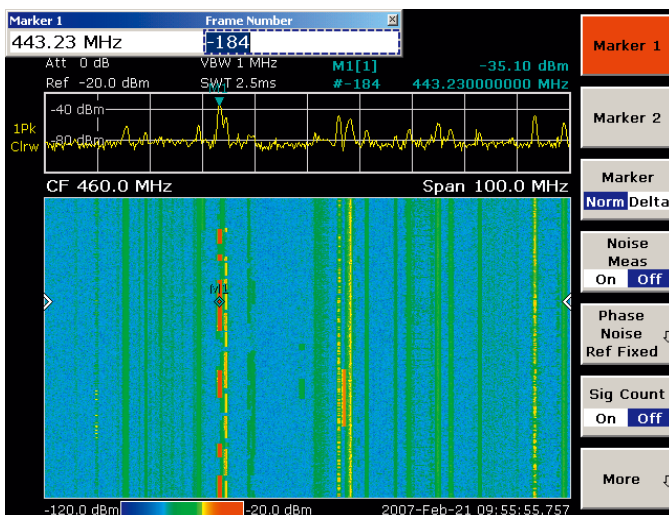 Marker 1 Frame Number x
443.23 MHz -184
Att 0 dB VBW 1 MHz M1[1] -35.10 dBm
Ref -20.0 dBm SWT 2.5ms #-184 443.230000000 MHz
M1
-40 dBm
1Pk
Clrw
-80 dBm
CF 460.0 MHz Span 100.0 MHz
M1
-120.0 dBm -20.0 dBm 2007-Feb-21 09:55:55.757
Marker 1
Marker 2
Marker
Norm Delta
Noise
Meas
On Off
Phase
Noise
Ref Fixed
Sig Count
On Off
More